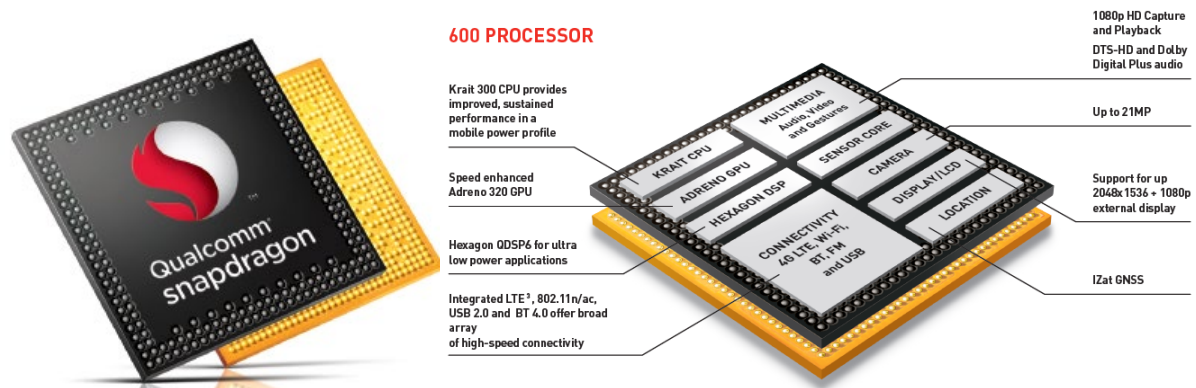 Qualcomm®
snapdragon
™
600 PROCESSOR
Krait 300 CPU provides
improved, sustained
performance in a
mobile power profile
Speed enhanced
Adreno 320 GPU
Hexagon QDSP6 for ultra
low power applications
Integrated LTE³, 802.11n/ac,
USB 2.0 and BT 4.0 offer broad
array
of high-speed connectivity
KRAIT CPU
ADRENO GPU
HEXAGON DSP
CONNECTIVITY
4G LTE, Wi-Fi,
BT, FM
and USB
MULTIMEDIA
Audio, Video
and Gestures
SENSOR CORE
CAMERA
DISPLAY/LCD
LOCATION
1080p HD Capture
and Playback
DTS-HD and Dolby
Digital Plus audio
Up to 21MP
Support for up
2048x1536 + 1080p
external display
IZat GNSS